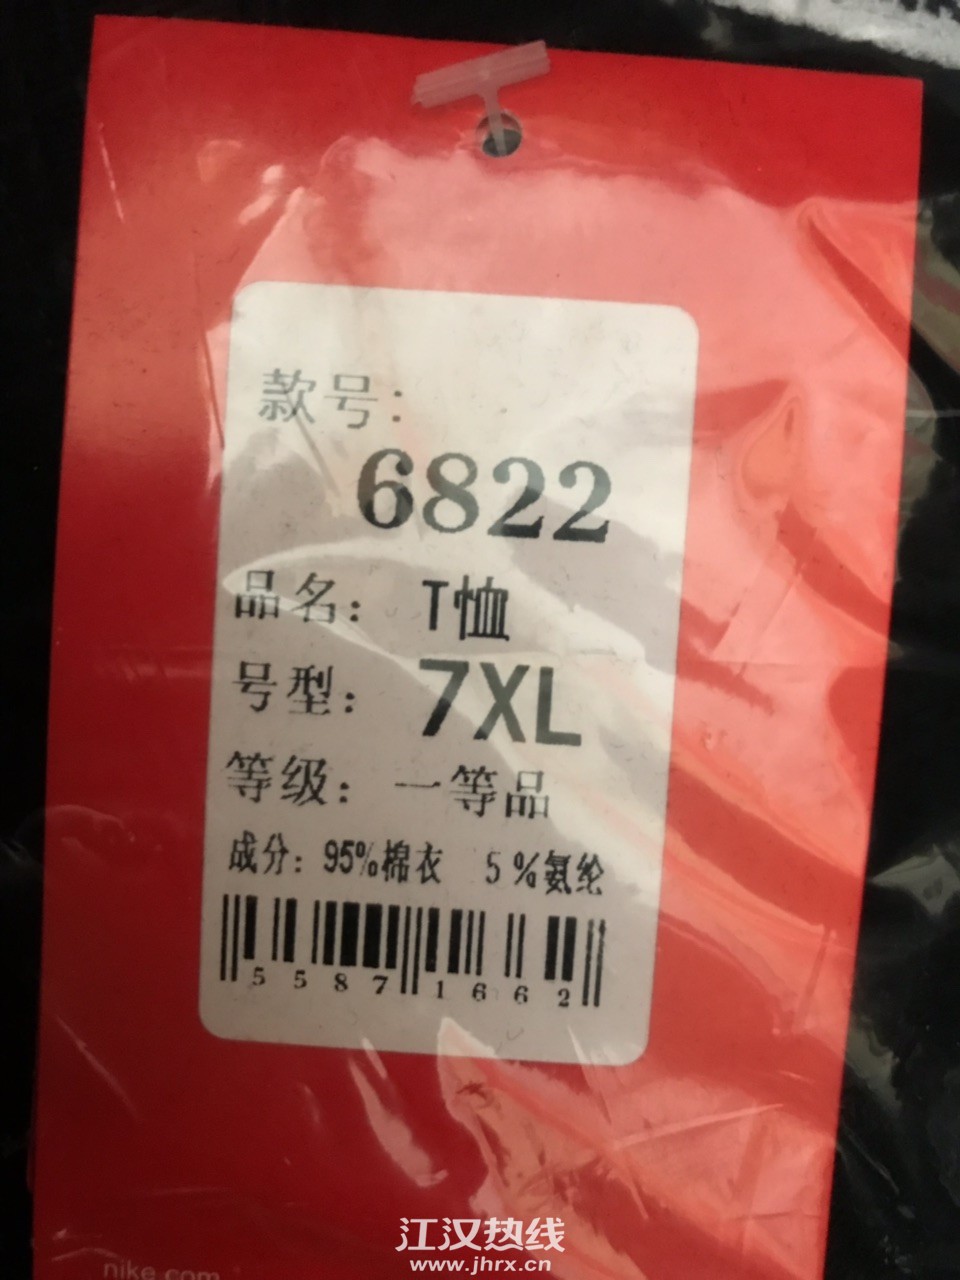 款号：
6822
品名： T恤
号型： 7XL
等级： 一等品
成分： 95%棉衣 5%氨纶
5587 1662
nike.com
江汉热线
www.jhrx.cn